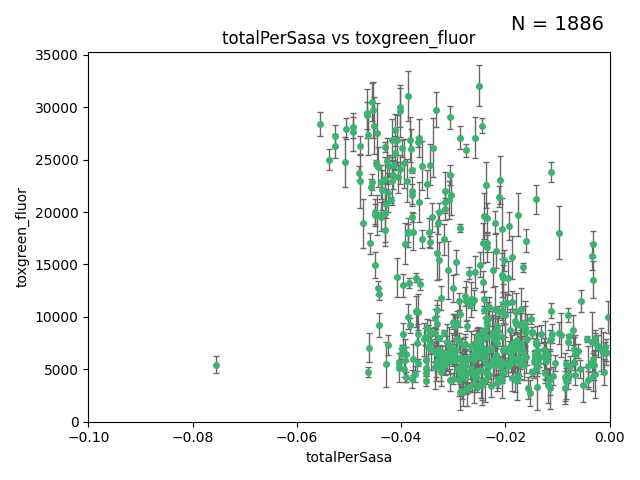 N = 1886
totalPerSasa vs toxgreen_fluor
35000
30000
25000
20000
15000
10000
5000
0
toxgreen_fluor
−0.10 −0.08 −0.06 −0.04 −0.02 0.00
totalPerSasa